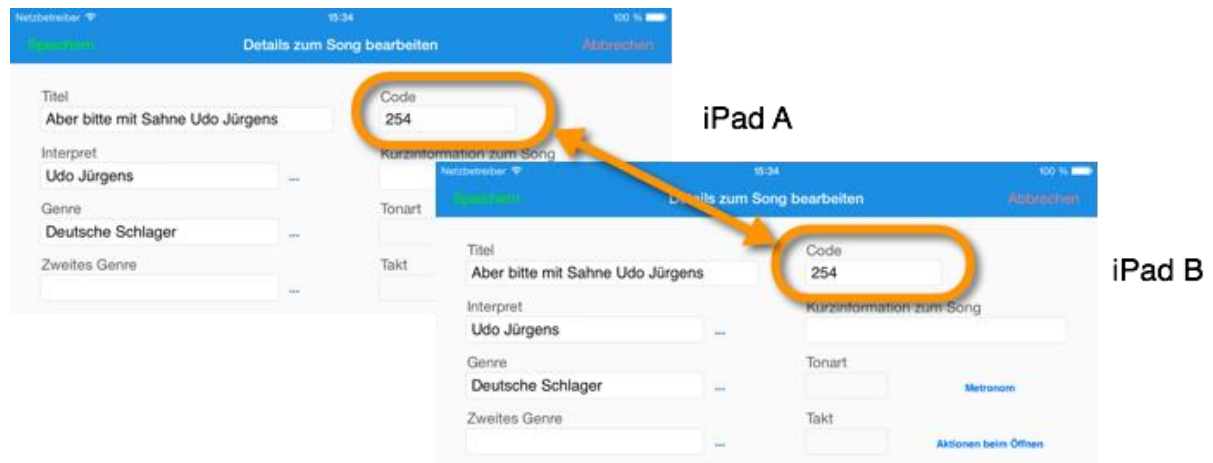 Netzbetreiber 15:34 100 %
Speichern Details zum Song bearbeiten Abbrechen
Titel Code
Aber bitte mit Sahne Udo Jürgens 254
iPad A
Interpret Kurzinformation zum Song
Udo Jürgens ...
Genre Tonart
Deutsche Schlager ...
Zweites Genre Takt
...
Netzbetreiber 15:34 100 %
Speichern Details zum Song bearbeiten Abbrechen
Titel Code
Aber bitte mit Sahne Udo Jürgens 254
iPad B
Interpret Kurzinformation zum Song
Udo Jürgens ...
Genre Tonart
Deutsche Schlager ... Metronom
Zweites Genre Takt
... Aktionen beim Öffnen